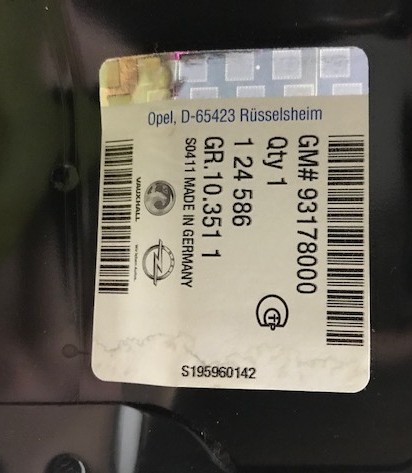 Opel, D-65423 Rüsselsheim
GM# 93178000
Qty 1
1 24 586
GR.10.351 1
S0411 MADE IN GERMANY
VAUXHALL
S195960142